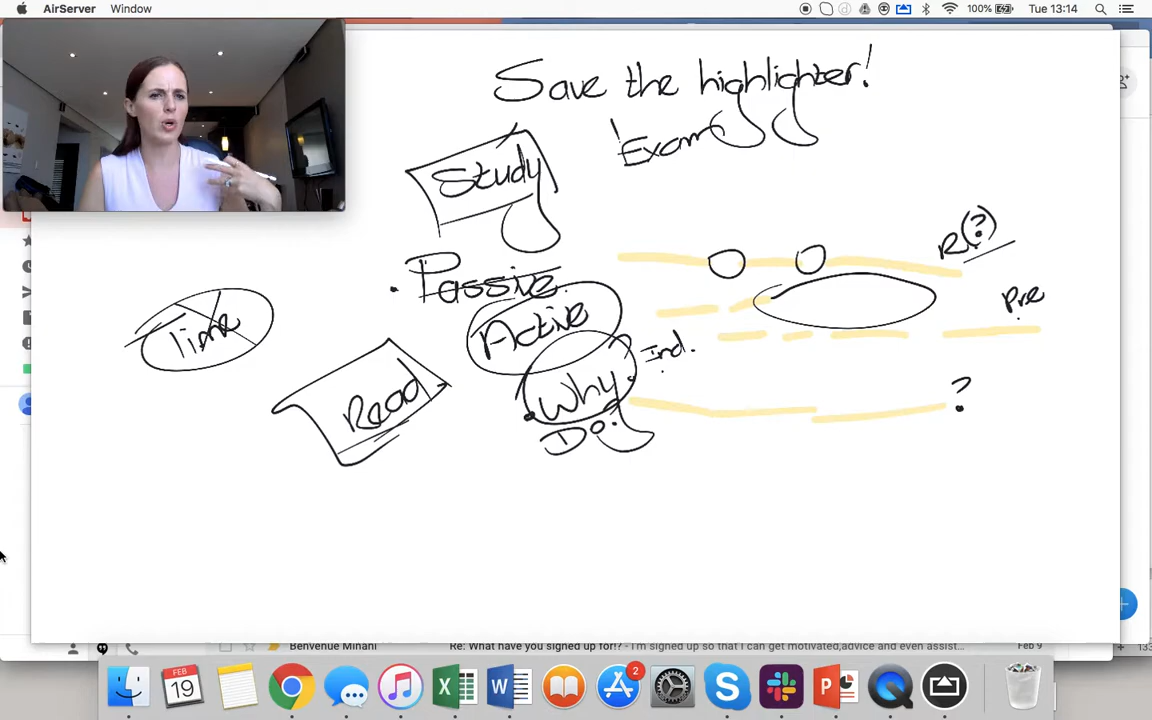 AirServer Window
100% Tue 13:14
Save the highlighter!
Exam
Study
R(?)
Passive
Pre
Active
Time
Ind.
Read
Why
?
Do
Benvenue Minani Re: What have you signed up for!? - I'm signed up so that I can get motivated,advice and even assist... Feb 9
FEB
19
2